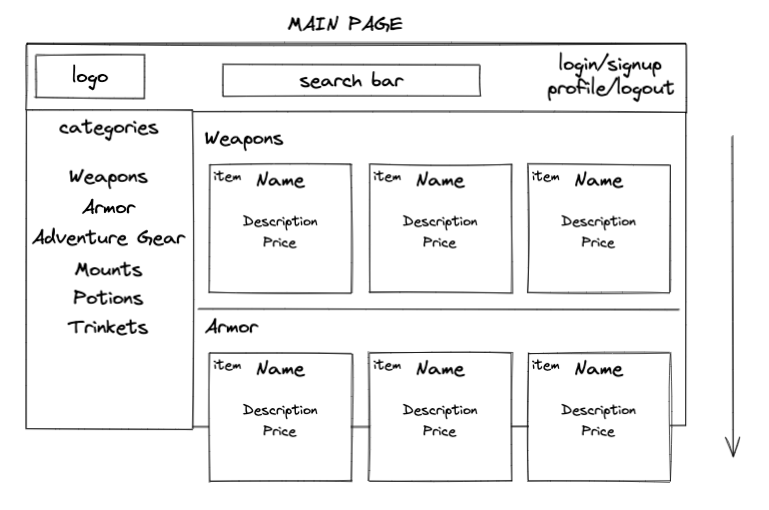 MAIN PAGE
logo
search bar
login/signup
profile/logout
categories
Weapons
Armor
Adventure Gear
Mounts
Potions
Trinkets
Weapons
item Name
Description
Price
item Name
Description
Price
item Name
Description
Price
Armor
item Name
Description
Price
item Name
Description
Price
item Name
Description
Price